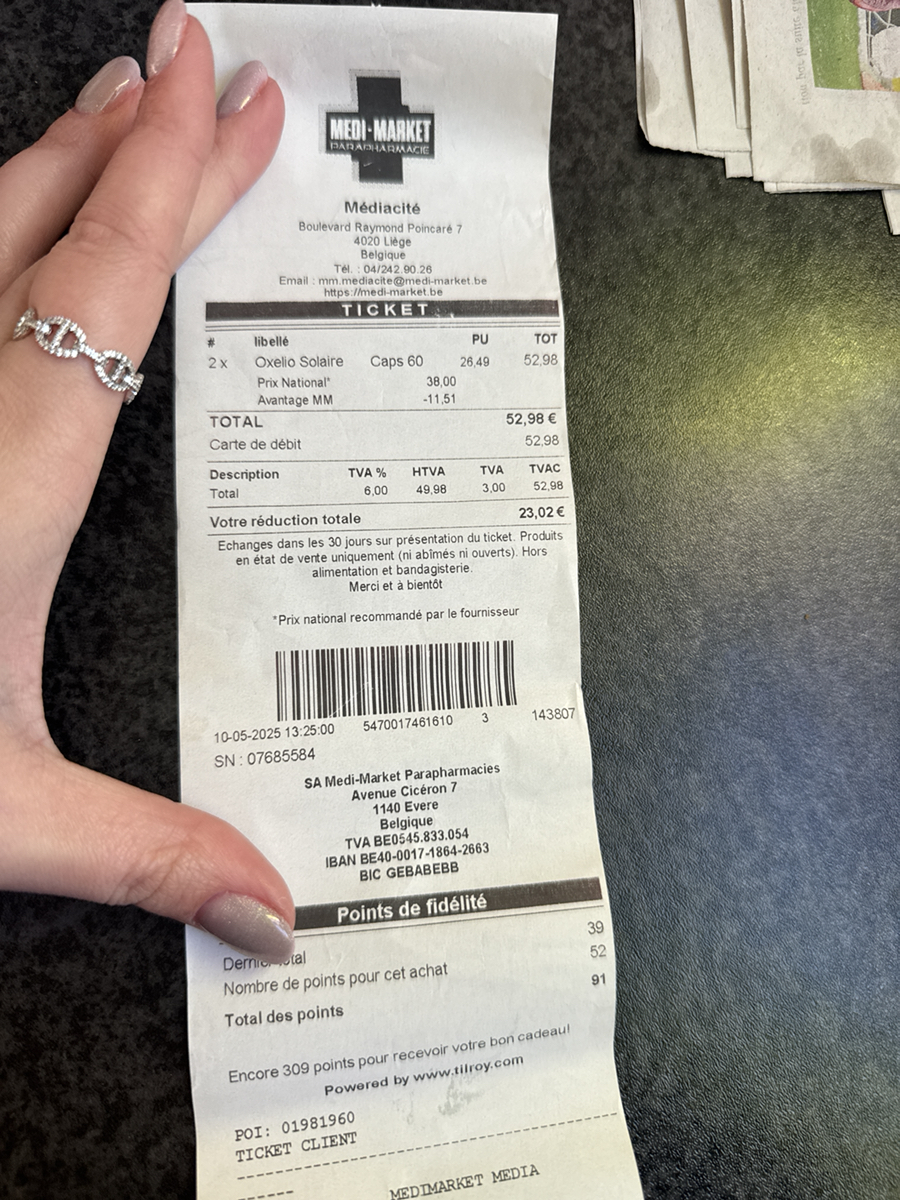 MEDI-MARKET
PARAPHARMACIE
Médiacité
Boulevard Raymond Poincaré 7
4020 Liège
Belgique
Tél. : 04/242.90.26
Email : mm.mediacite@medi-market.be
https://medi-market.be
TICKET
# libellé PU TOT
2 x Oxelio Solaire Caps 60 26,49 52,98
Prix National* 38,00
Avantage MM -11,51
TOTAL 52,98 €
Carte de débit 52,98
Description TVA % HTVA TVA TVAC
Total 6,00 49,98 3,00 52,98
Votre réduction totale 23,02 €
Echanges dans les 30 jours sur présentation du ticket. Produits
en état de vente uniquement (ni abîmés ni ouverts). Hors
alimentation et bandagisterie.
Merci et à bientôt
*Prix national recommandé par le fournisseur
10-05-2025 13:25:00 5470017461610 3 143807
SN : 07685584
SA Medi-Market Parapharmacies
Avenue Cicéron 7
1140 Evere
Belgique
TVA BE0545.833.054
IBAN BE40-0017-1864-2663
BIC GEBABEBB
Points de fidélité
39
52
Nombre de points pour cet achat
91
Total des points
Encore 309 points pour recevoir votre bon cadeau!
Powered by www.tilroy.com
POI: 01981960
TICKET CLIENT
MEDIMARKET MEDIA